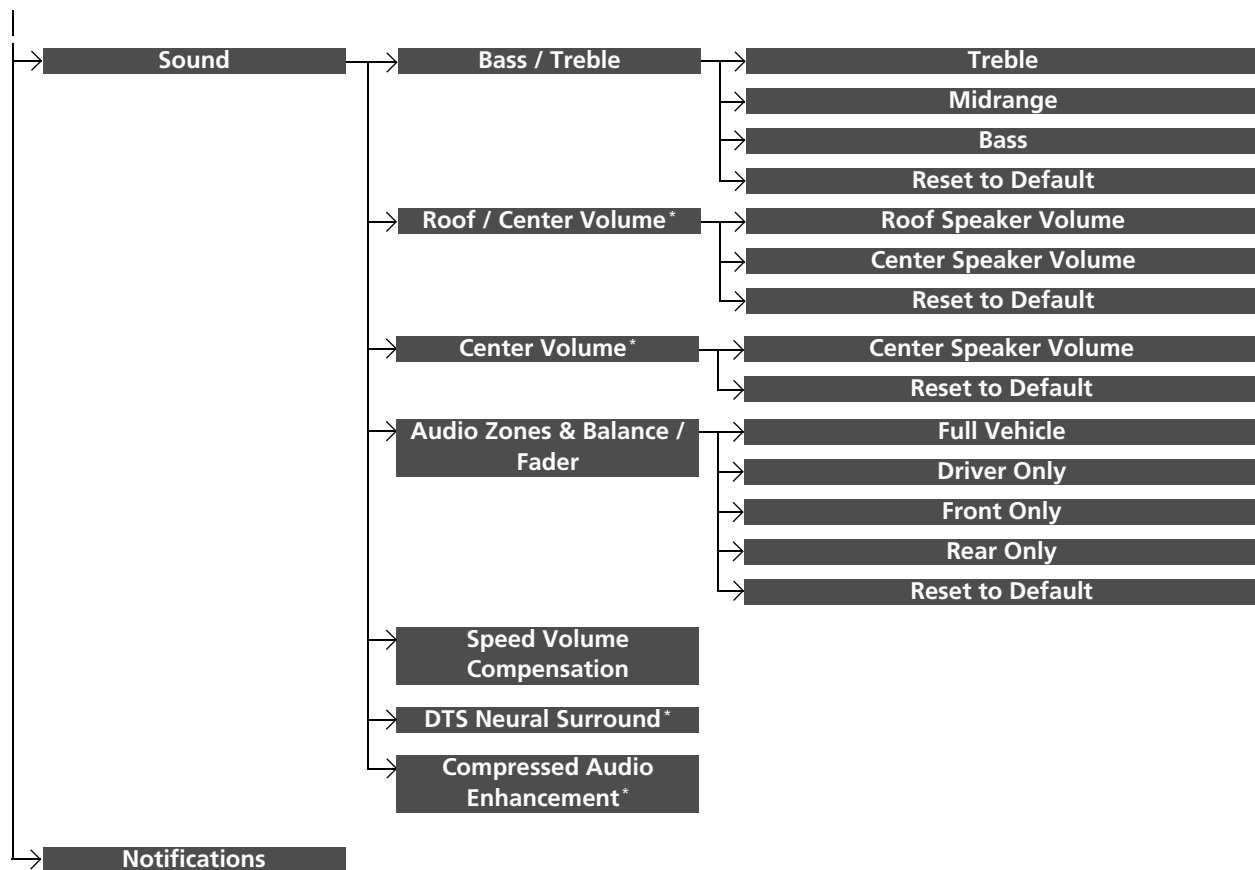 Sound
Bass / Treble
Treble
Midrange
Bass
Reset to Default
Roof / Center Volume*
Roof Speaker Volume
Center Speaker Volume
Reset to Default
Center Volume*
Center Speaker Volume
Reset to Default
Audio Zones & Balance /
Fader
Full Vehicle
Driver Only
Front Only
Rear Only
Reset to Default
Speed Volume
Compensation
DTS Neural Surround*
Compressed Audio
Enhancement*
Notifications